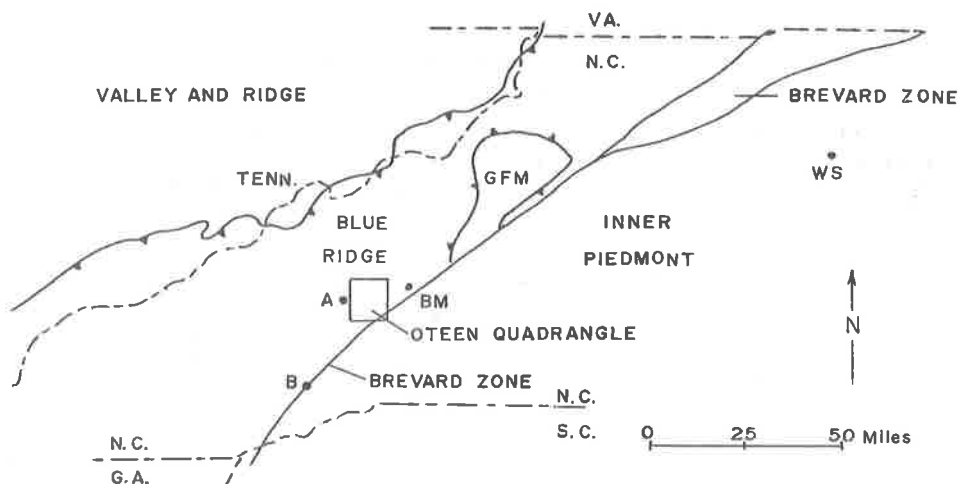 VA.
N.C.
VALLEY AND RIDGE
BREVARD ZONE
WS
TENN.
GFM
BLUE
RIDGE
INNER
PIEDMONT
A
BM
OTEEN QUADRANGLE
N
B
BREVARD ZONE
N.C.
S.C.
N.C.
G.A.
0 25 50 Miles